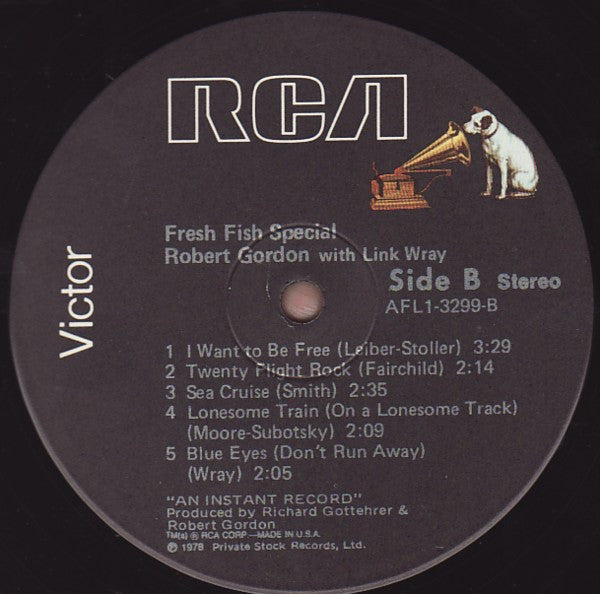 RCA
Victor
Fresh Fish Special
Robert Gordon with Link Wray
Side B Stereo
AFL1-3299-B
1 I Want to Be Free (Leiber-Stoller) 3:29
2 Twenty Flight Rock (Fairchild) 2:14
3 Sea Cruise (Smith) 2:35
4 Lonesome Train (On a Lonesome Track)
(Moore-Subotsky) 2:09
5 Blue Eyes (Don't Run Away)
(Wray) 2:05
"AN INSTANT RECORD"
Produced by Richard Gottehrer &
Robert Gordon
TM(s) ® RCA CORP.—MADE IN U.S.A.
℗ 1978 Private Stock Records, Ltd.